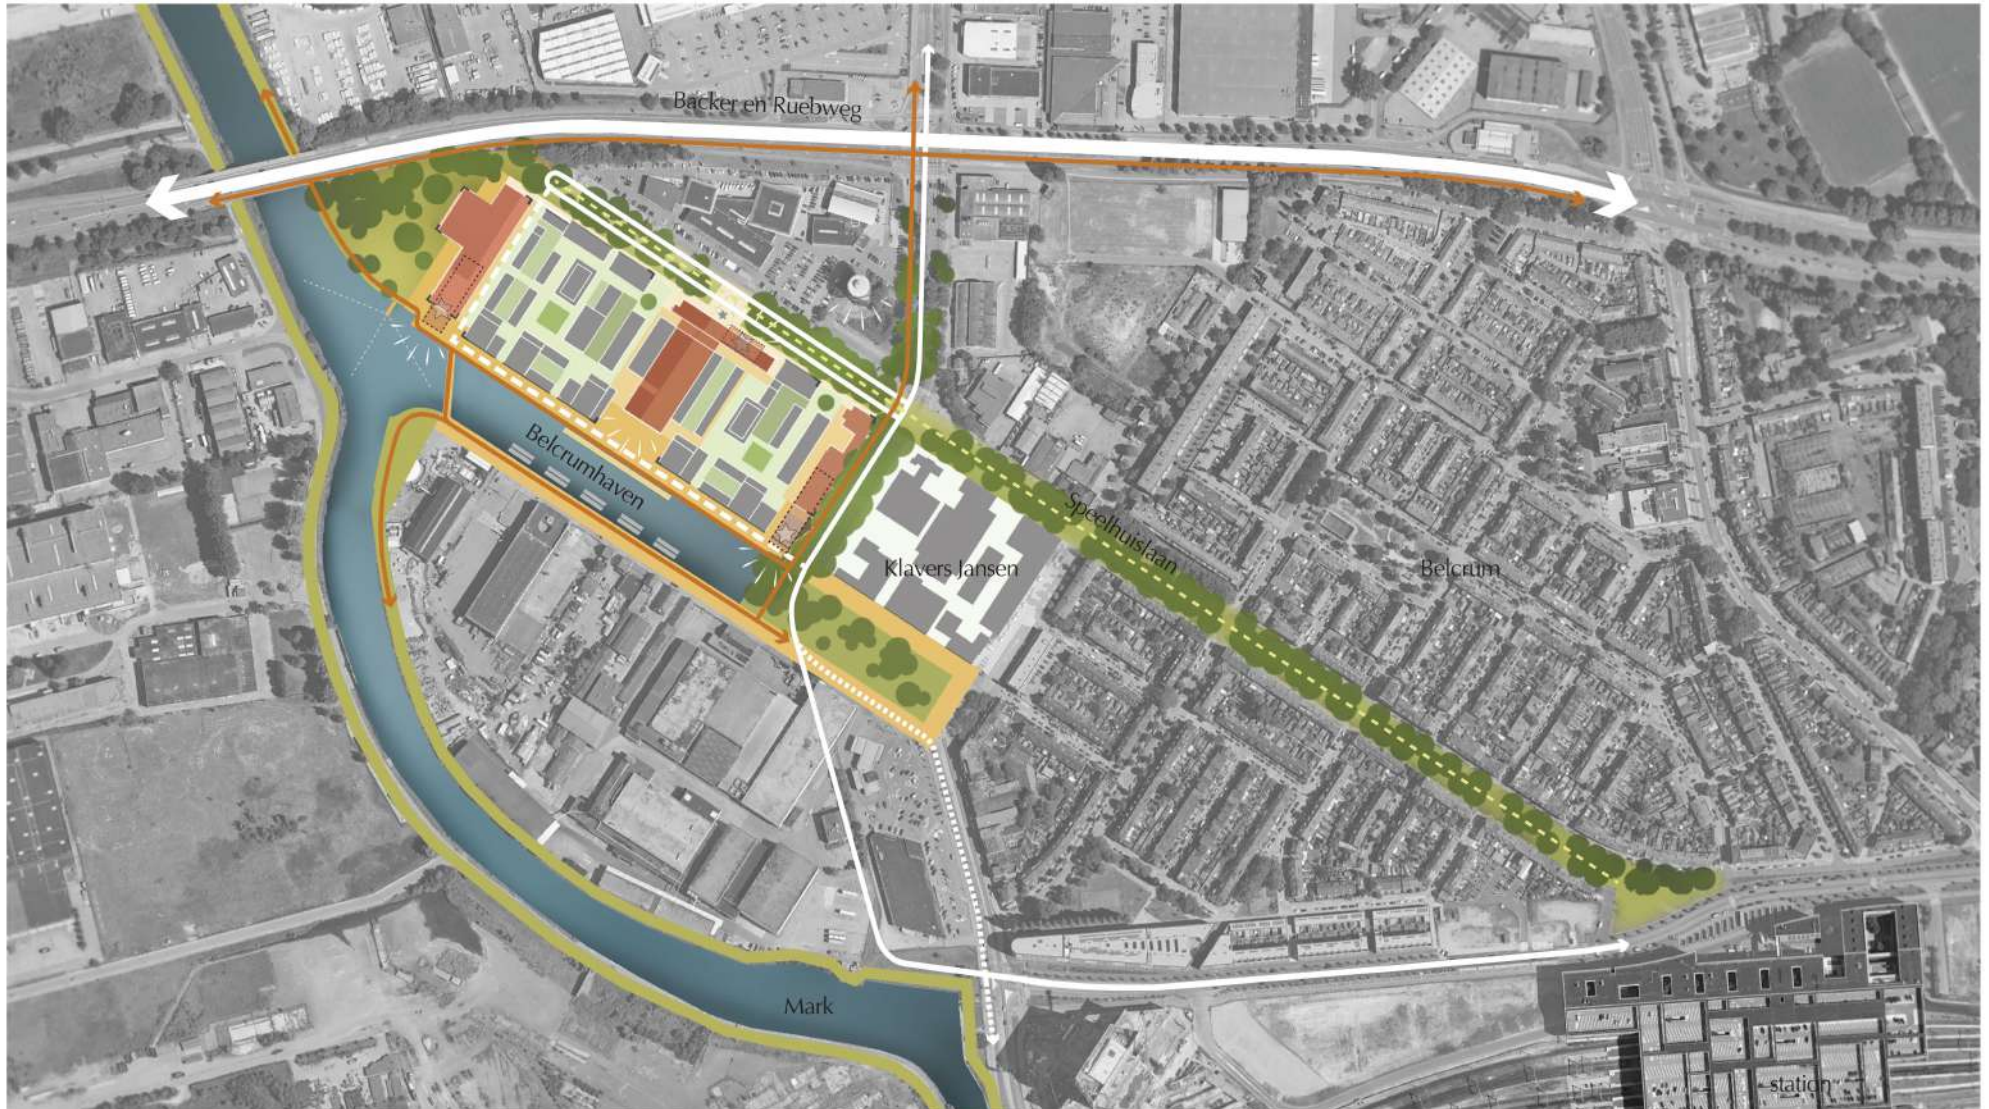 Backer en Ruebweg
Belcrumhaven
Speelhuislaan
Klavers Jansen
Belcrum
Mark
station